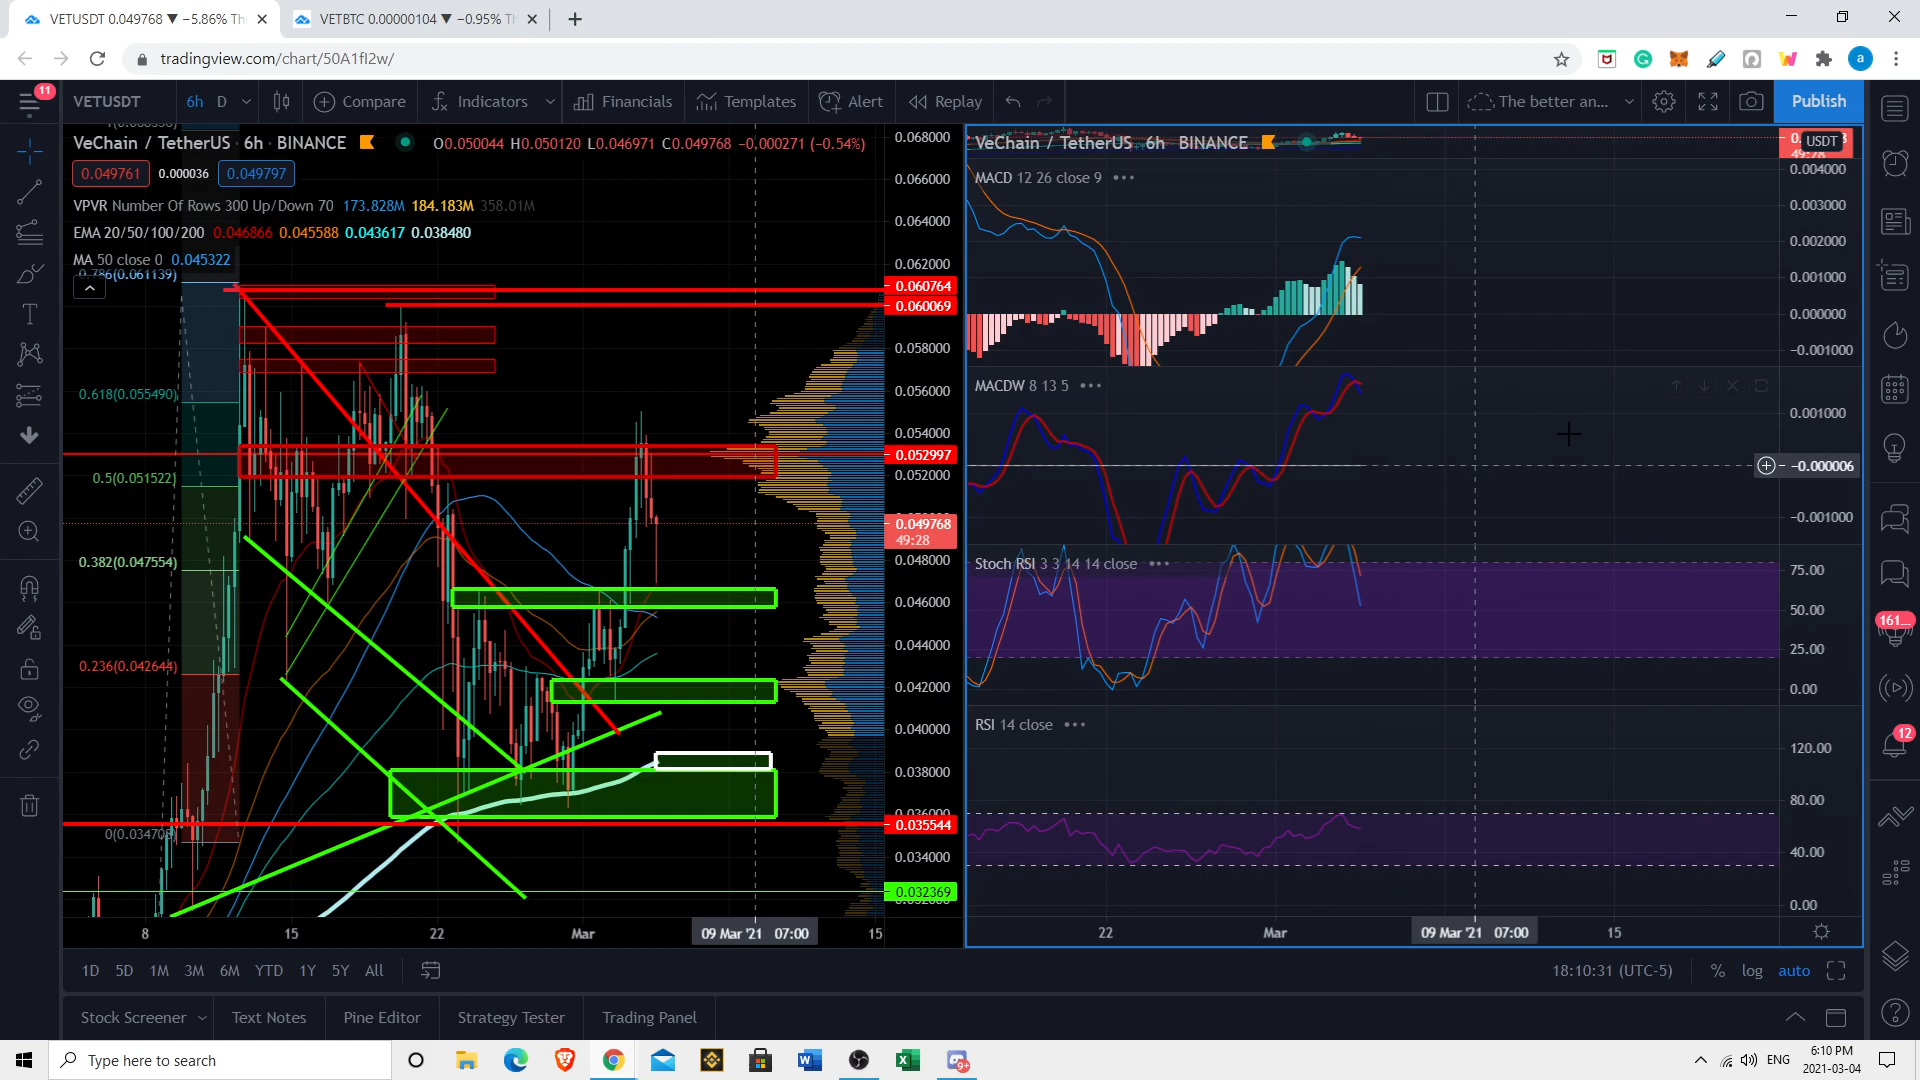 VETUSDT 0.049768 ▼ −5.86% Th
VETBTC 0.00000104 ▼ −0.95% TI
tradingview.com/chart/50A1fI2w/
11
VETUSDT 6h D Compare Indicators Financials Templates Alert Replay The better an... Publish
VeChain / TetherUS · 6h · BINANCE O0.050044 H0.050120 L0.046971 C0.049768 −0.000271 (−0.54%)
0.049761 0.000036 0.049797
VPVR Number Of Rows 300 Up/Down 70 173.828M 184.183M 358.01M
EMA 20/50/100/200 0.046866 0.045588 0.043617 0.038480
MA 50 close 0 0.045322
0.786(0.061139)
0.618(0.055490)
0.5(0.051522)
0.382(0.047554)
0.236(0.042644)
0.068000
0.066000
0.064000
0.062000
0.060764
0.060069
0.058000
0.056000
0.054000
0.052997
0.052000
0.049768
49:28
0.048000
0.046000
0.044000
0.042000
0.040000
0.038000
0.035544
0.034000
0.032369
8 15 22 Mar 09 Mar '21 07:00 15
VeChain / TetherUS 6h BINANCE
USDT
MACD 12 26 close 9
0.004000
0.003000
0.002000
0.001000
0.000000
−0.001000
MACDW 8 13 5
0.001000
−0.000006
−0.001000
Stoch RSI 3 3 14 14 close
75.00
50.00
25.00
0.00
RSI 14 close
120.00
80.00
40.00
0.00
22 Mar 09 Mar '21 07:00 15
161...
12
1D 5D 1M 3M 6M YTD 1Y 5Y All
18:10:31 (UTC-5) % log auto
Stock Screener Text Notes Pine Editor Strategy Tester Trading Panel
Type here to search
9+
ENG
6:10 PM
2021-03-04